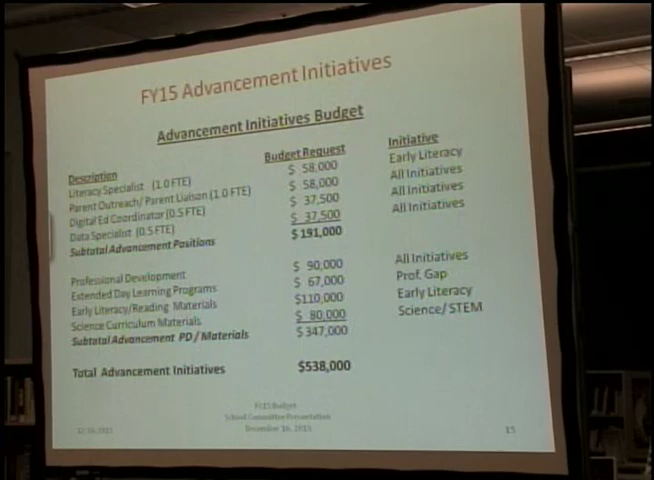 FY15 Advancement Initiatives
Advancement Initiatives Budget
Description Budget Request Initiative
Literacy Specialist (1.0 FTE) $ 58,000 Early Literacy
Parent Outreach/ Parent Liaison (1.0 FTE) $ 58,000 All Initiatives
Digital Ed Coordinator (0.5 FTE) $ 37,500 All Initiatives
Data Specialist (0.5 FTE) $ 37,500 All Initiatives
Subtotal Advancement Positions $191,000
Professional Development $ 90,000 All Initiatives
Extended Day Learning Programs $ 67,000 Prof. Gap
Early Literacy/Reading Materials $110,000 Early Literacy
Science Curriculum Materials $ 80,000 Science/ STEM
Subtotal Advancement PD / Materials $347,000
Total Advancement Initiatives $538,000
FY15 Budget
School Committee Presentation
December 16, 2013
15